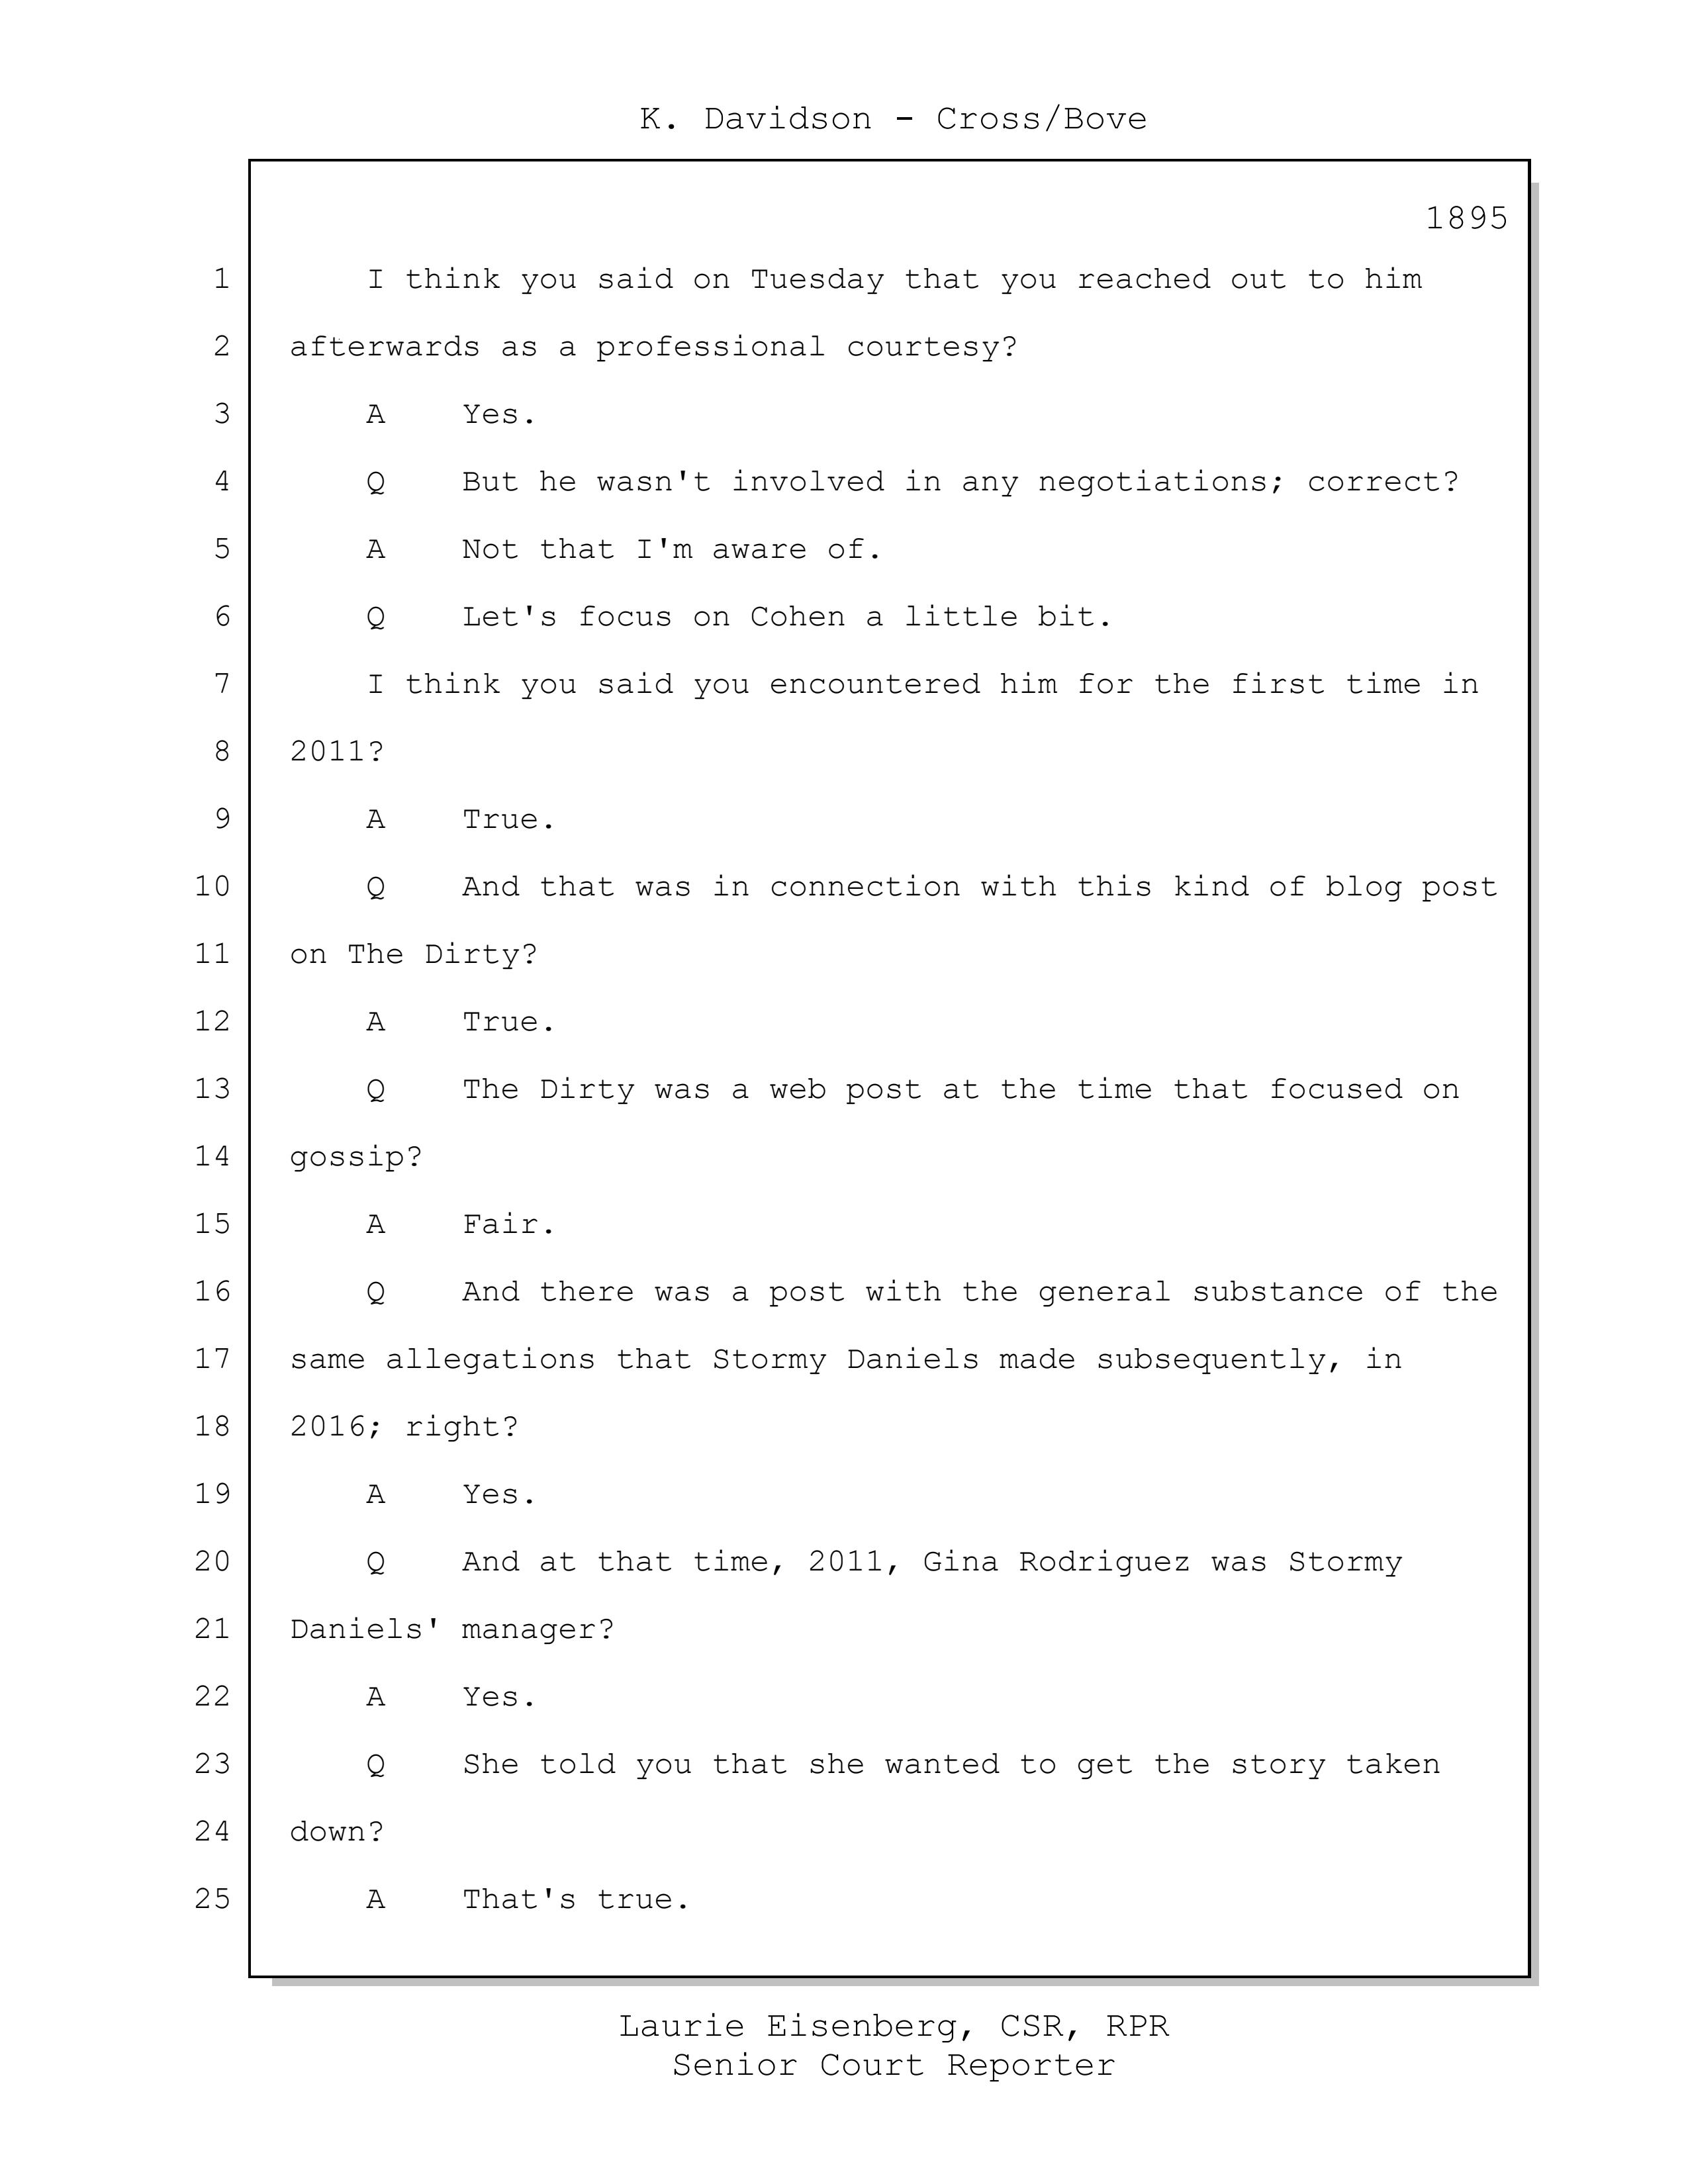 K. Davidson - Cross/Bove
1895
1 I think you said on Tuesday that you reached out to him
2 afterwards as a professional courtesy?
3 A Yes.
4 Q But he wasn't involved in any negotiations; correct?
5 A Not that I'm aware of.
6 Q Let's focus on Cohen a little bit.
7 I think you said you encountered him for the first time in
8 2011?
9 A True.
10 Q And that was in connection with this kind of blog post
11 on The Dirty?
12 A True.
13 Q The Dirty was a web post at the time that focused on
14 gossip?
15 A Fair.
16 Q And there was a post with the general substance of the
17 same allegations that Stormy Daniels made subsequently, in
18 2016; right?
19 A Yes.
20 Q And at that time, 2011, Gina Rodriguez was Stormy
21 Daniels' manager?
22 A Yes.
23 Q She told you that she wanted to get the story taken
24 down?
25 A That's true.
Laurie Eisenberg, CSR, RPR
Senior Court Reporter